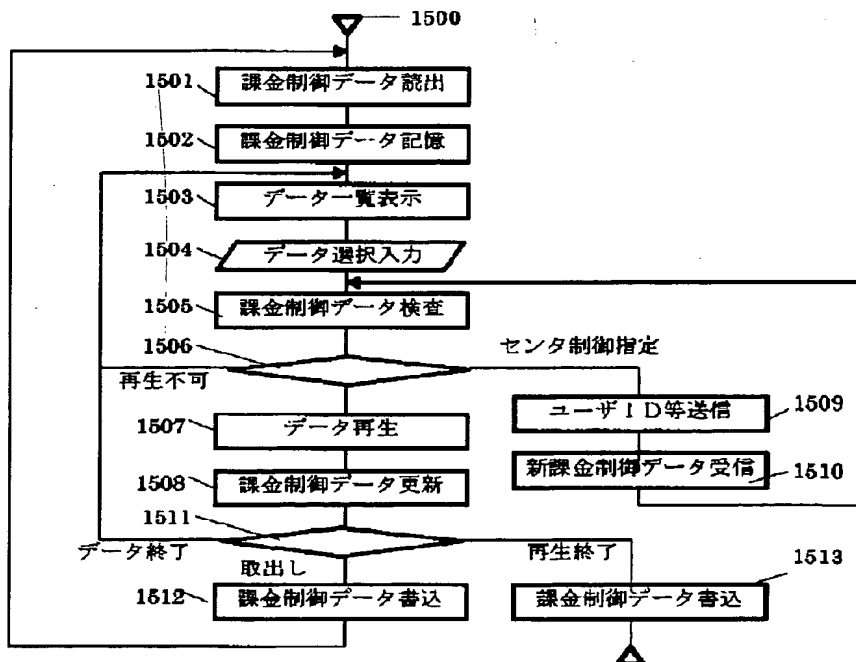 1500
1501 課金制御データ読出
1502 課金制御データ記憶
1503 データ一覧表示
1504 データ選択入力
1505 課金制御データ検査
1506 センタ制御指定
再生不可
1507 データ再生
ユーザID等送信 1509
1508 課金制御データ更新
新課金制御データ受信 1510
1511
データ終了
取出し
再生終了
1513
1512 課金制御データ書込
課金制御データ書込